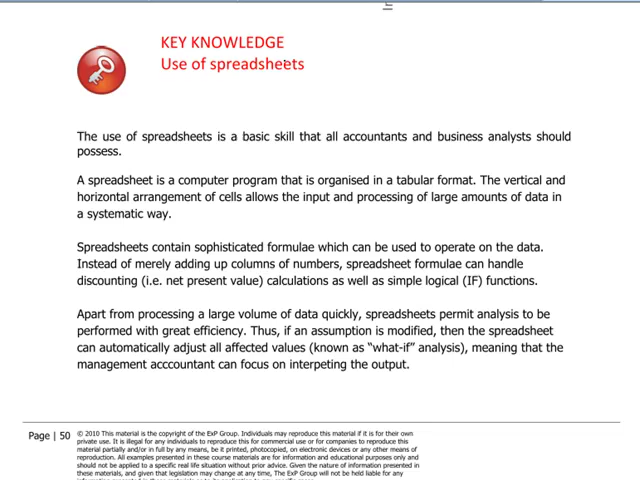 KEY KNOWLEDGE
Use of spreadsheets
The use of spreadsheets is a basic skill that all accountants and business analysts should
possess.
A spreadsheet is a computer program that is organised in a tabular format. The vertical and
horizontal arrangement of cells allows the input and processing of large amounts of data in
a systematic way.
Spreadsheets contain sophisticated formulae which can be used to operate on the data.
Instead of merely adding up columns of numbers, spreadsheet formulae can handle
discounting (i.e. net present value) calculations as well as simple logical (IF) functions.
Apart from processing a large volume of data quickly, spreadsheets permit analysis to be
performed with great efficiency. Thus, if an assumption is modified, then the spreadsheet
can automatically adjust all affected values (known as “what-if” analysis), meaning that the
management acccountant can focus on interpeting the output.
Page | 50 © 2010 This material is the copyright of the ExP Group. Individuals may reproduce this material if it is for their own
private use. It is illegal for any individuals to reproduce this for commercial use or for companies to reproduce this
material partially and/or in full by any means, be it printed, photocopied, on electronic devices or any other means of
reproduction. All examples presented in these course materials are for information and educational purposes only and
should not be applied to a specific real life situation without prior advice. Given the nature of information presented in
these materials, and given that legislation may change at any time, The ExP Group will not be held liable for any